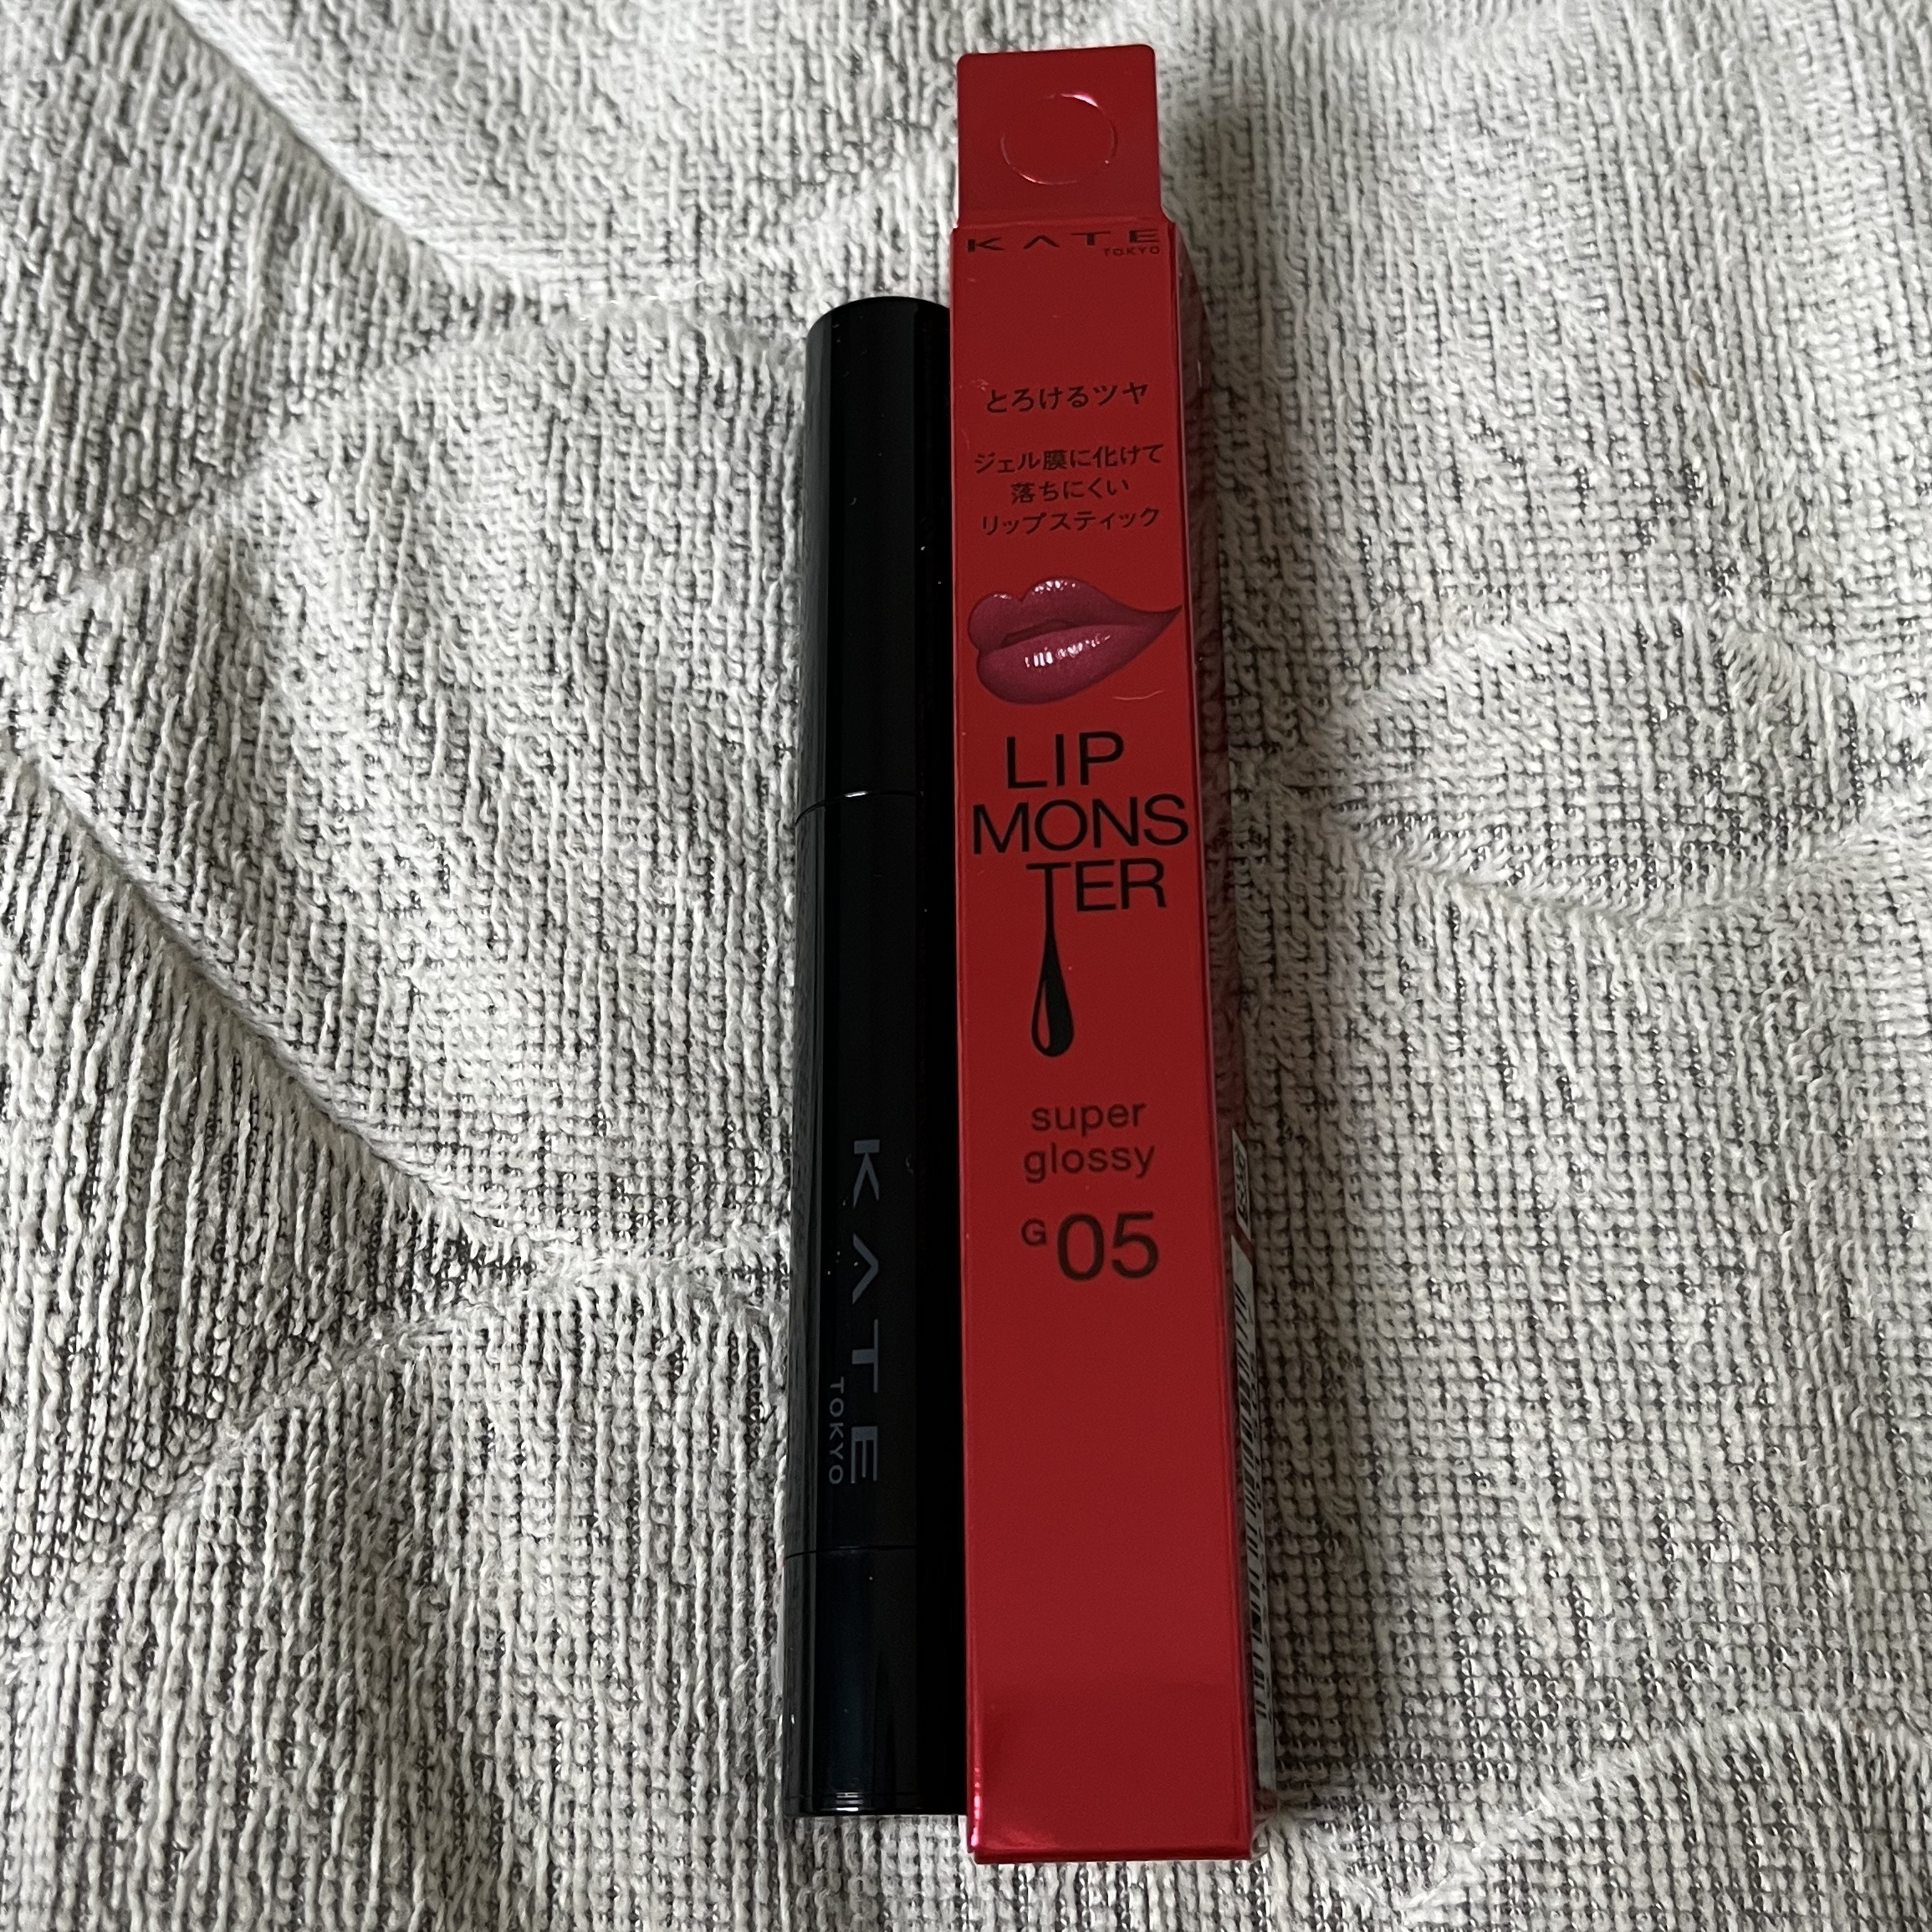 KATE
TOKYO
とろけるツヤ
ジェル膜に化けて
落ちにくい
リップスティック
LIP
MONS
TER
super
glossy
G 05
KATE
TOKYO